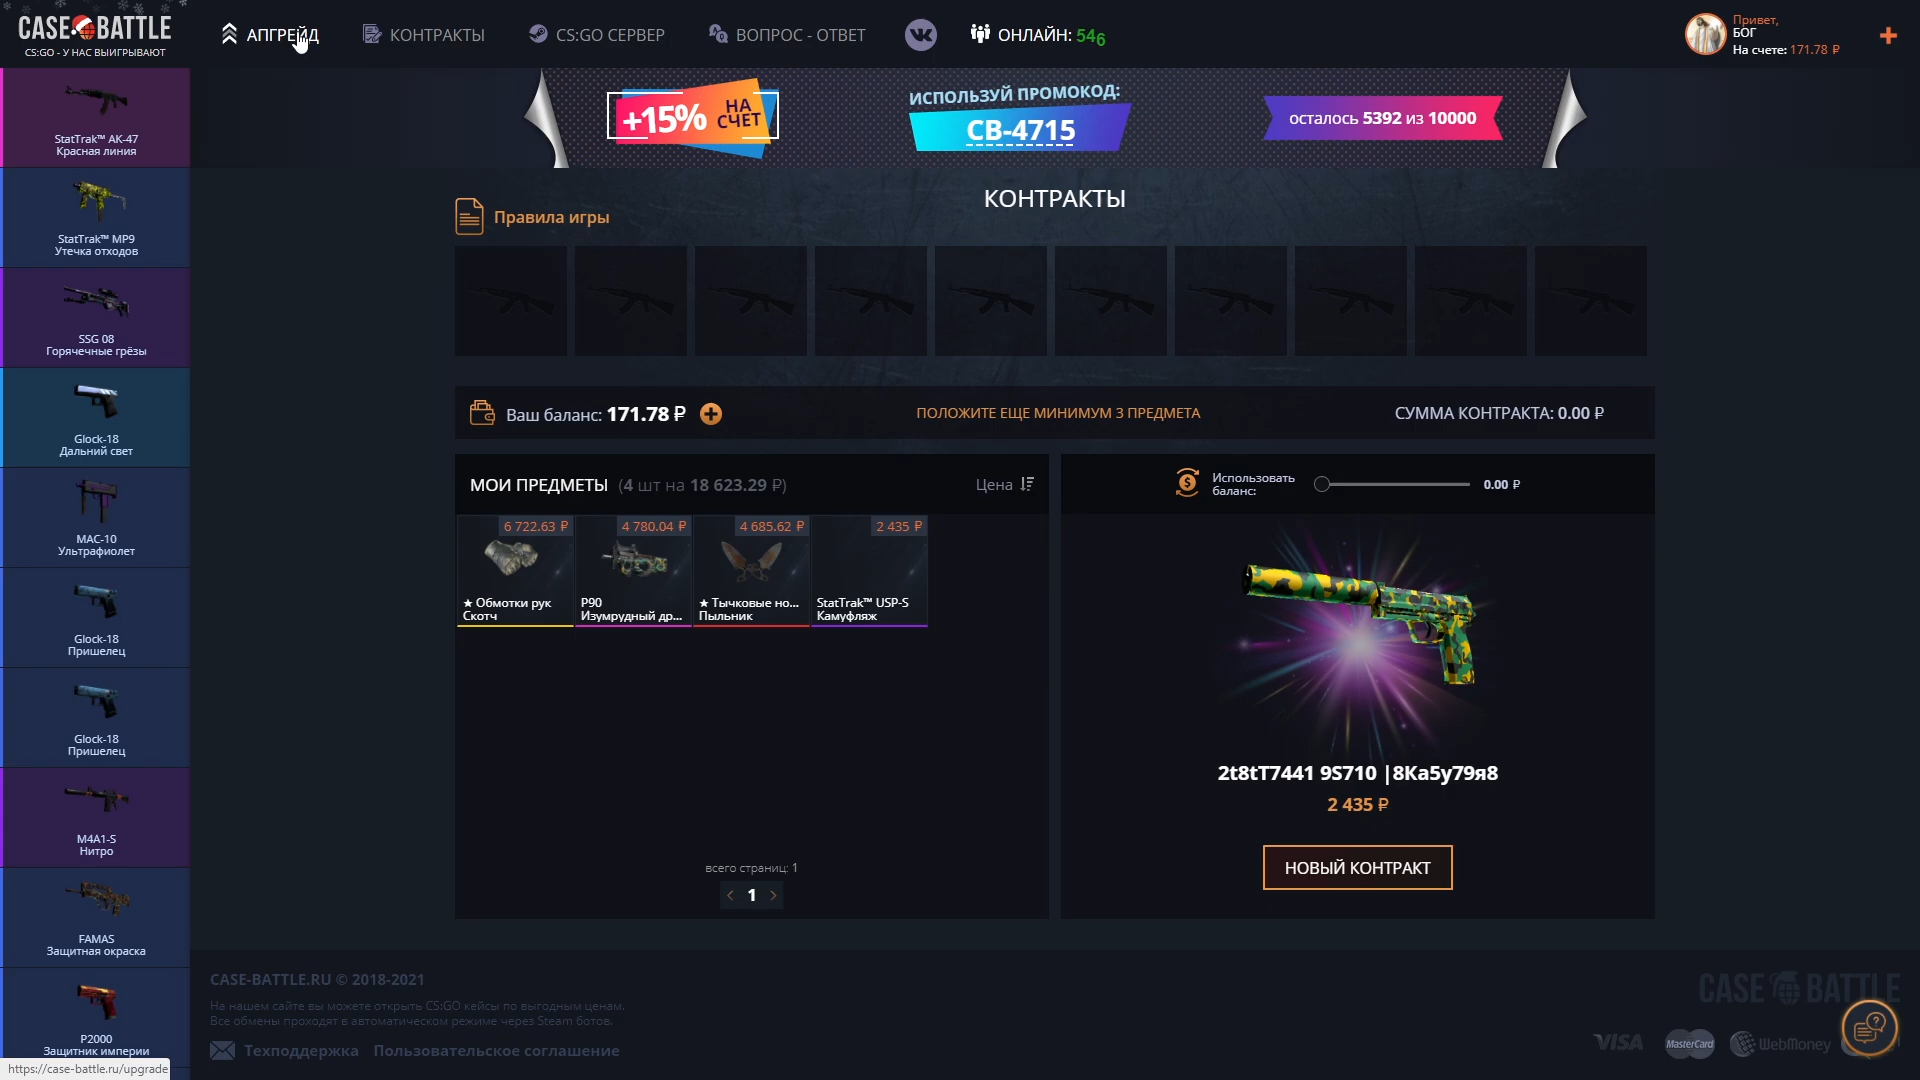 CASE BATTLE
CS:GO - У НАС ВЫИГРЫВАЮТ
АПГРЕЙД
КОНТРАКТЫ
CS:GO СЕРВЕР
ВОПРОС - ОТВЕТ
ОНЛАЙН: 546
Привет,
БОГ
На счете: 171.78 ₽
+15% НА СЧЕТ
ИСПОЛЬЗУЙ ПРОМОКОД:
CB-4715
осталось 5392 из 10000
StatTrak™ AK-47
Красная линия
StatTrak™ MP9
Утечка отходов
SSG 08
Горячечные грёзы
Glock-18
Дальний свет
MAC-10
Ультрафиолет
Glock-18
Пришелец
Glock-18
Пришелец
M4A1-S
Нитро
FAMAS
Защитная окраска
P2000
Защитник империи
https://case-battle.ru/upgrade
КОНТРАКТЫ
Правила игры
Ваш баланс: 171.78 ₽
ПОЛОЖИТЕ ЕЩЕ МИНИМУМ 3 ПРЕДМЕТА
СУММА КОНТРАКТА: 0.00 ₽
МОИ ПРЕДМЕТЫ (4 шт на 18 623.29 ₽)
Цена
6 722.63 ₽
★ Обмотки рук
Скотч
4 780.04 ₽
P90
Изумрудный др...
4 685.62 ₽
★ Тычковые но...
Пыльник
2 435 ₽
StatTrak™ USP-S
Камуфляж
всего страниц: 1
< 1 >
Использовать
баланс:
0.00 ₽
2t8tT7441 9S710 |8Ка5у79я8
2 435 ₽
НОВЫЙ КОНТРАКТ
CASE-BATTLE.RU © 2018-2021
На нашем сайте вы можете открыть CS:GO кейсы по выгодным ценам.
Все обмены проходят в автоматическом режиме через Steam ботов.
Техподдержка
Пользовательское соглашение
CASE BATTLE
VISA
MasterCard
WebMoney